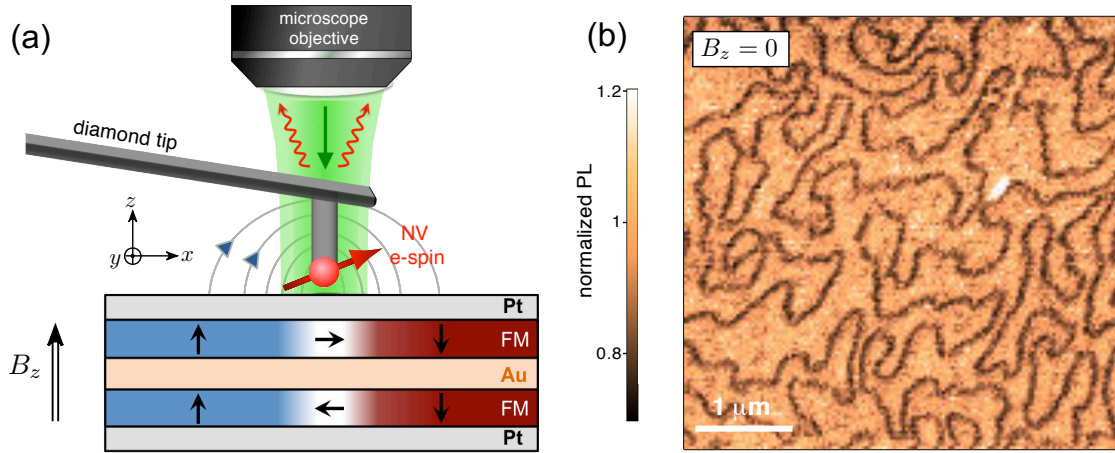 (a)
microscope
objective
diamond tip
z
y
x
NV
e-spin
Pt
FM
Au
FM
Pt
B_z
(b)
B_z = 0
normalized PL
1.2
1
0.8
1 μm